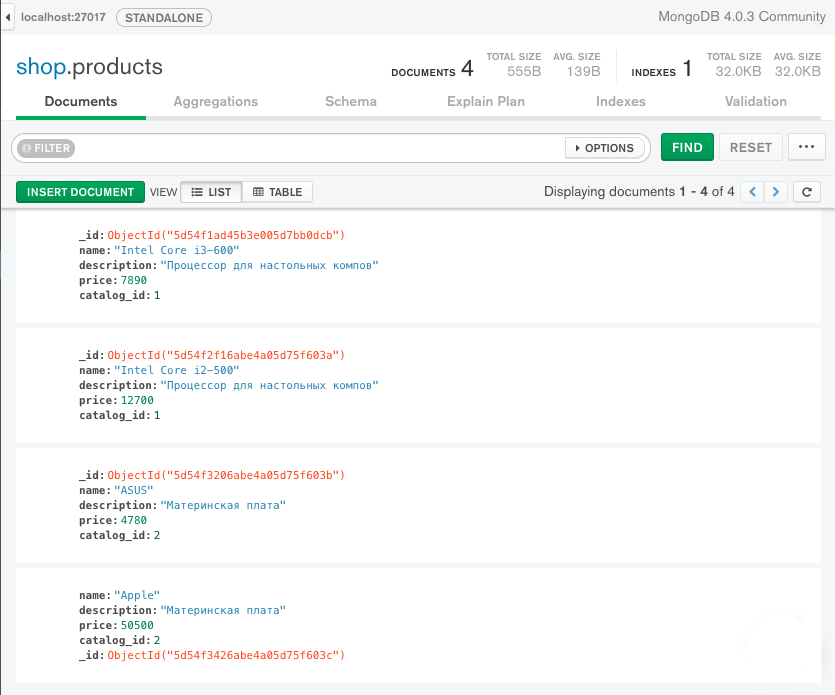 localhost:27017 STANDALONE MongoDB 4.0.3 Community
shop.products
DOCUMENTS 4 TOTAL SIZE 555B AVG. SIZE 139B INDEXES 1 TOTAL SIZE 32.0KB AVG. SIZE 32.0KB
Documents Aggregations Schema Explain Plan Indexes Validation
FILTER OPTIONS FIND RESET ...
INSERT DOCUMENT VIEW LIST TABLE Displaying documents 1 - 4 of 4
_id: ObjectId("5d54f1ad45b3e005d7bb0dcb")
name: "Intel Core i3-600"
description: "Процессор для настольных компов"
price: 7890
catalog_id: 1
_id: ObjectId("5d54f2f16abe4a05d75f603a")
name: "Intel Core i2-500"
description: "Процессор для настольных компов"
price: 12700
catalog_id: 1
_id: ObjectId("5d54f3206abe4a05d75f603b")
name: "ASUS"
description: "Материнская плата"
price: 4780
catalog_id: 2
name: "Apple"
description: "Материнская плата"
price: 50500
catalog_id: 2
_id: ObjectId("5d54f3426abe4a05d75f603c")